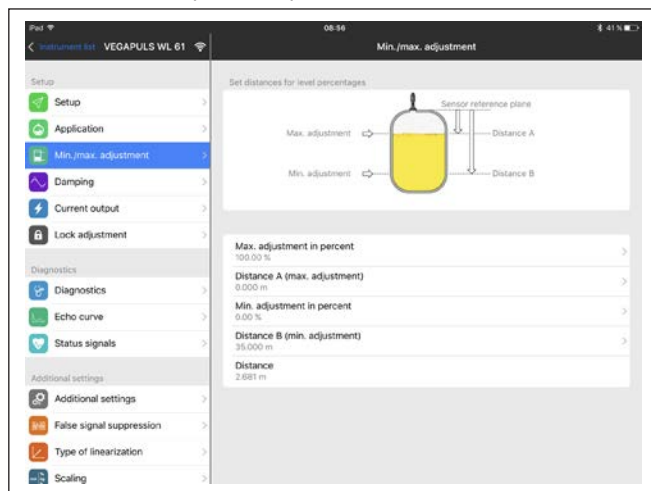 iPad
08:56
41 %
Instrument list
VEGAPULS WL 61
Min./max. adjustment
Setup
Setup
Application
Min./max. adjustment
Damping
Current output
Lock adjustment
Diagnostics
Diagnostics
Echo curve
Status signals
Additional settings
Additional settings
False signal suppression
Type of linearization
Scaling
Set distances for level percentages
Sensor reference plane
Max. adjustment
Distance A
Min. adjustment
Distance B
Max. adjustment in percent
100.00 %
Distance A (max. adjustment)
0.000 m
Min. adjustment in percent
0.00 %
Distance B (min. adjustment)
35.000 m
Distance
2.681 m